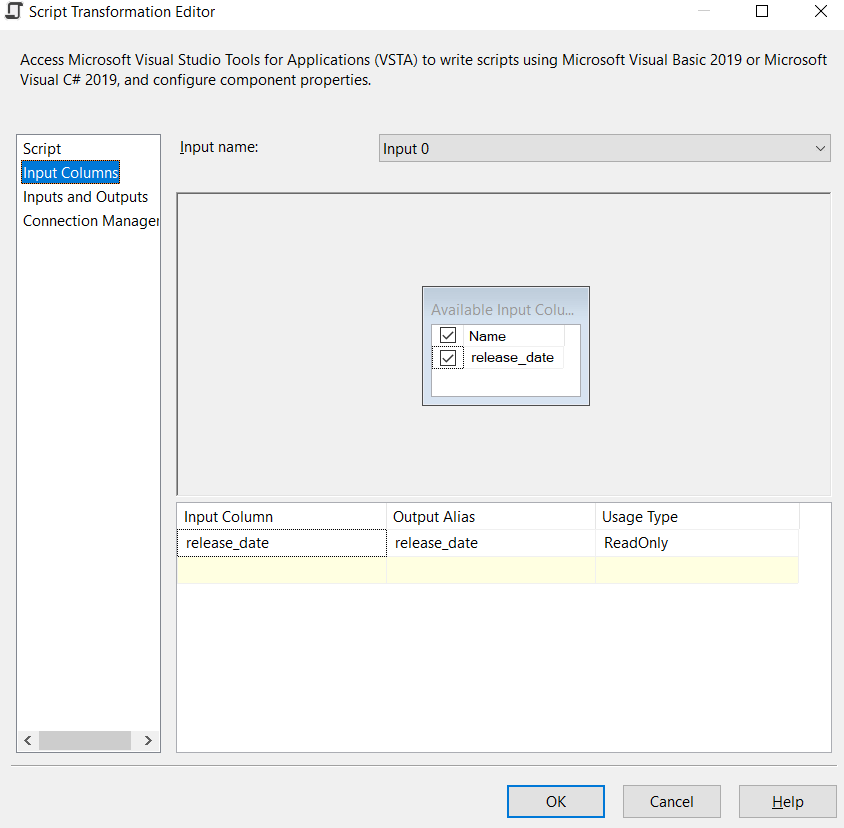 Script Transformation Editor
Access Microsoft Visual Studio Tools for Applications (VSTA) to write scripts using Microsoft Visual Basic 2019 or Microsoft
Visual C# 2019, and configure component properties.
Script
Input Columns
Inputs and Outputs
Connection Manager
Input name:
Input 0
Available Input Colu...
Name
release_date
Input Column Output Alias Usage Type
release_date release_date ReadOnly
OK Cancel Help